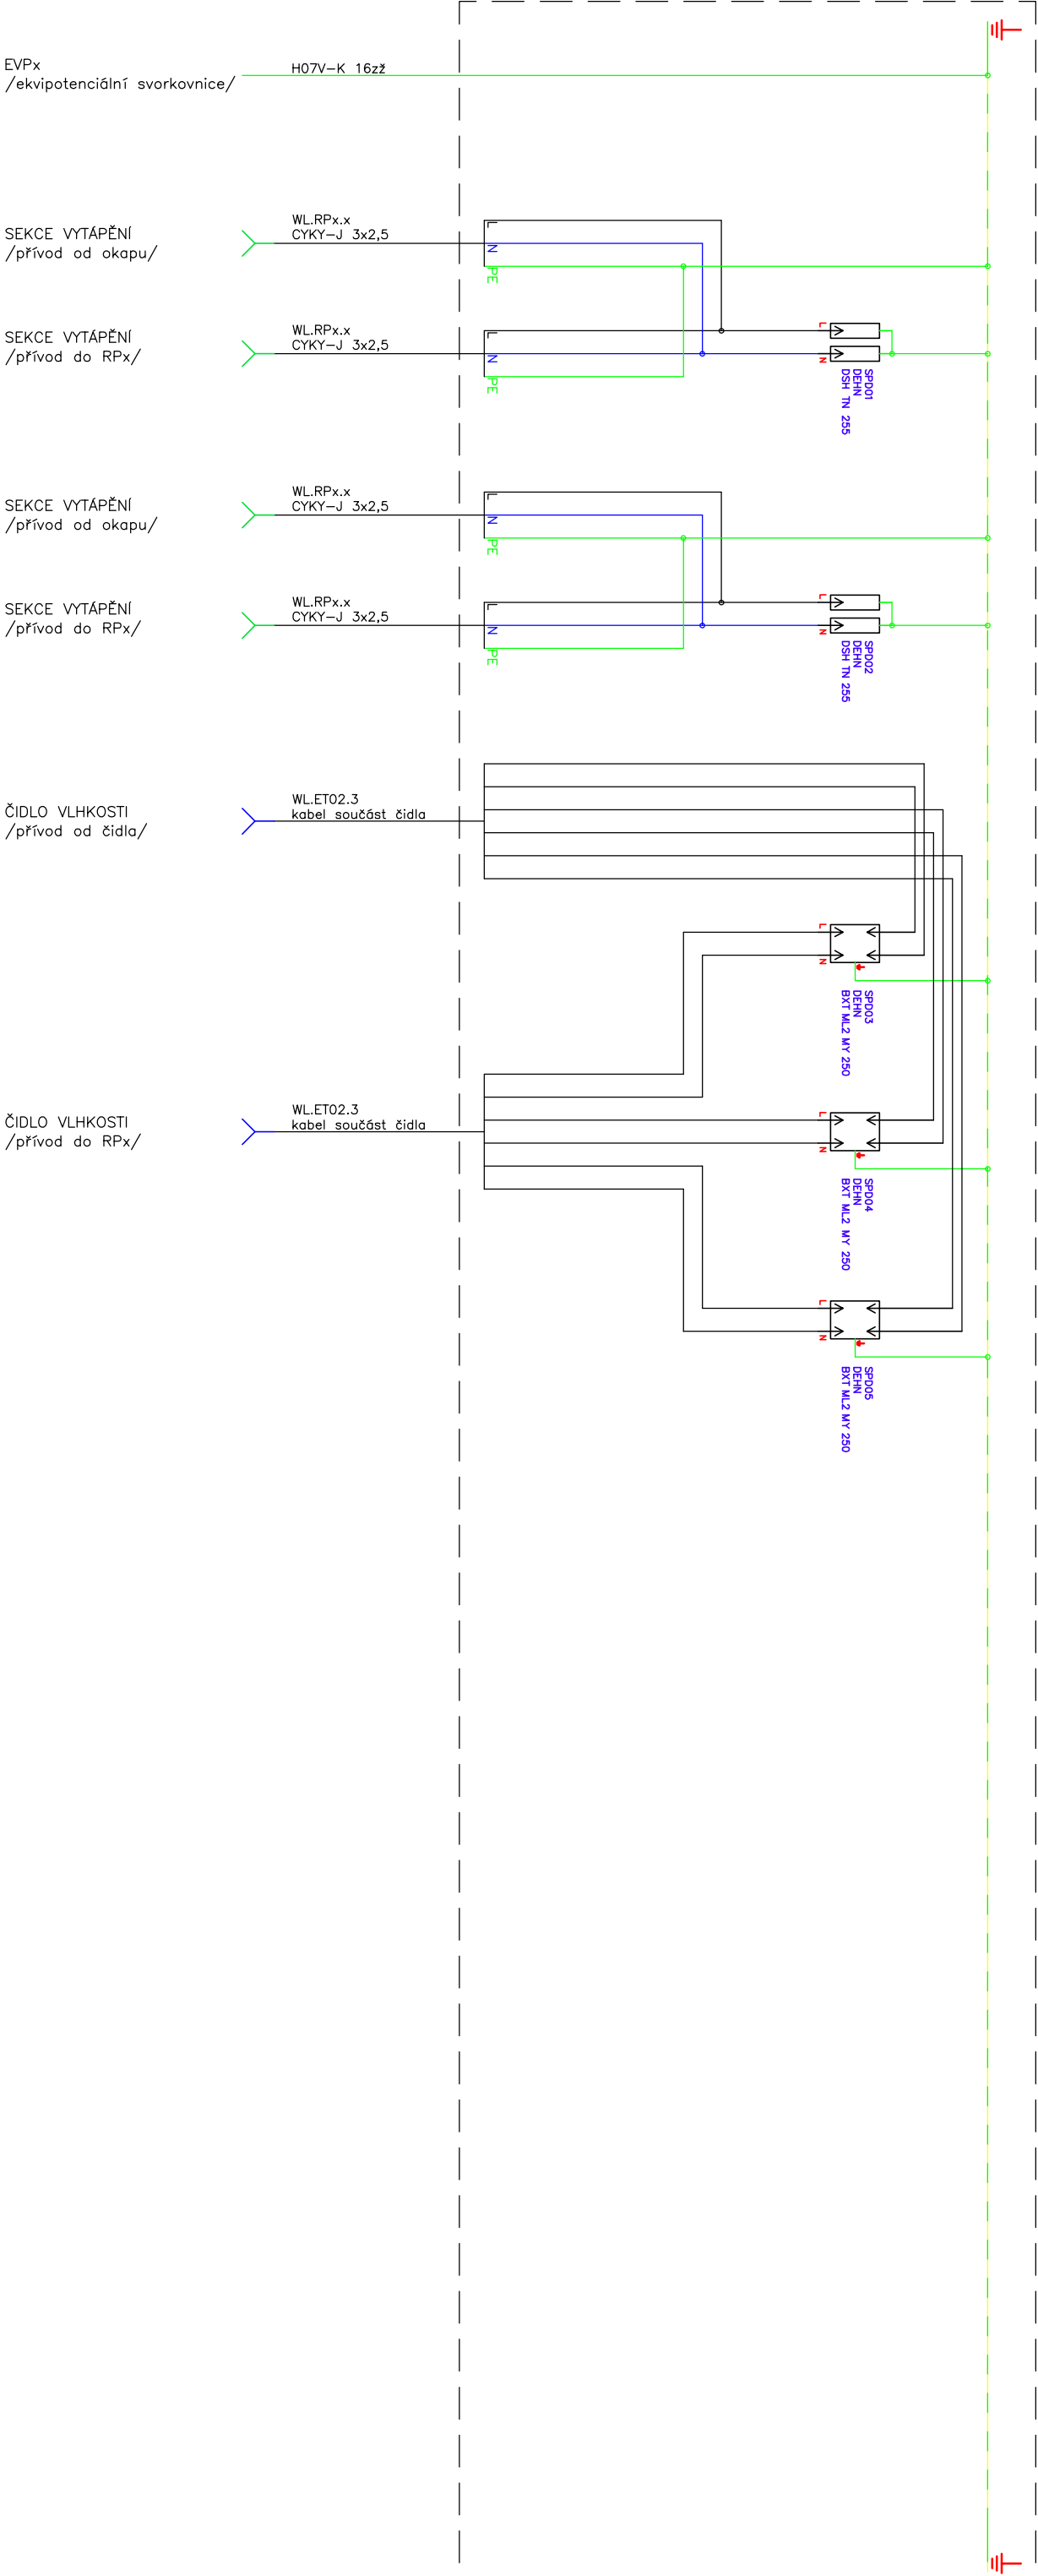 EVPx
/ekvipotenciální svorkovnice/
H07V-K 16zž
SEKCE VYTÁPĚNÍ
/přívod od okapu/
WL.RPx.x
CYKY-J 3x2,5
L
N
PE
SEKCE VYTÁPĚNÍ
/přívod do RPx/
WL.RPx.x
CYKY-J 3x2,5
L
N
PE
L
N
SPD01
DEHN
DSH TN 255
SEKCE VYTÁPĚNÍ
/přívod od okapu/
WL.RPx.x
CYKY-J 3x2,5
L
N
PE
SEKCE VYTÁPĚNÍ
/přívod do RPx/
WL.RPx.x
CYKY-J 3x2,5
L
N
PE
L
N
SPD02
DEHN
DSH TN 255
ČIDLO VLHKOSTI
/přívod od čidla/
WL.ET02.3
kabel součást čidla
L
N
SPD03
DEHN
BXT ML2 MY 250
ČIDLO VLHKOSTI
/přívod do RPx/
WL.ET02.3
kabel součást čidla
L
N
SPD04
DEHN
BXT ML2 MY 250
L
N
SPD05
DEHN
BXT ML2 MY 250